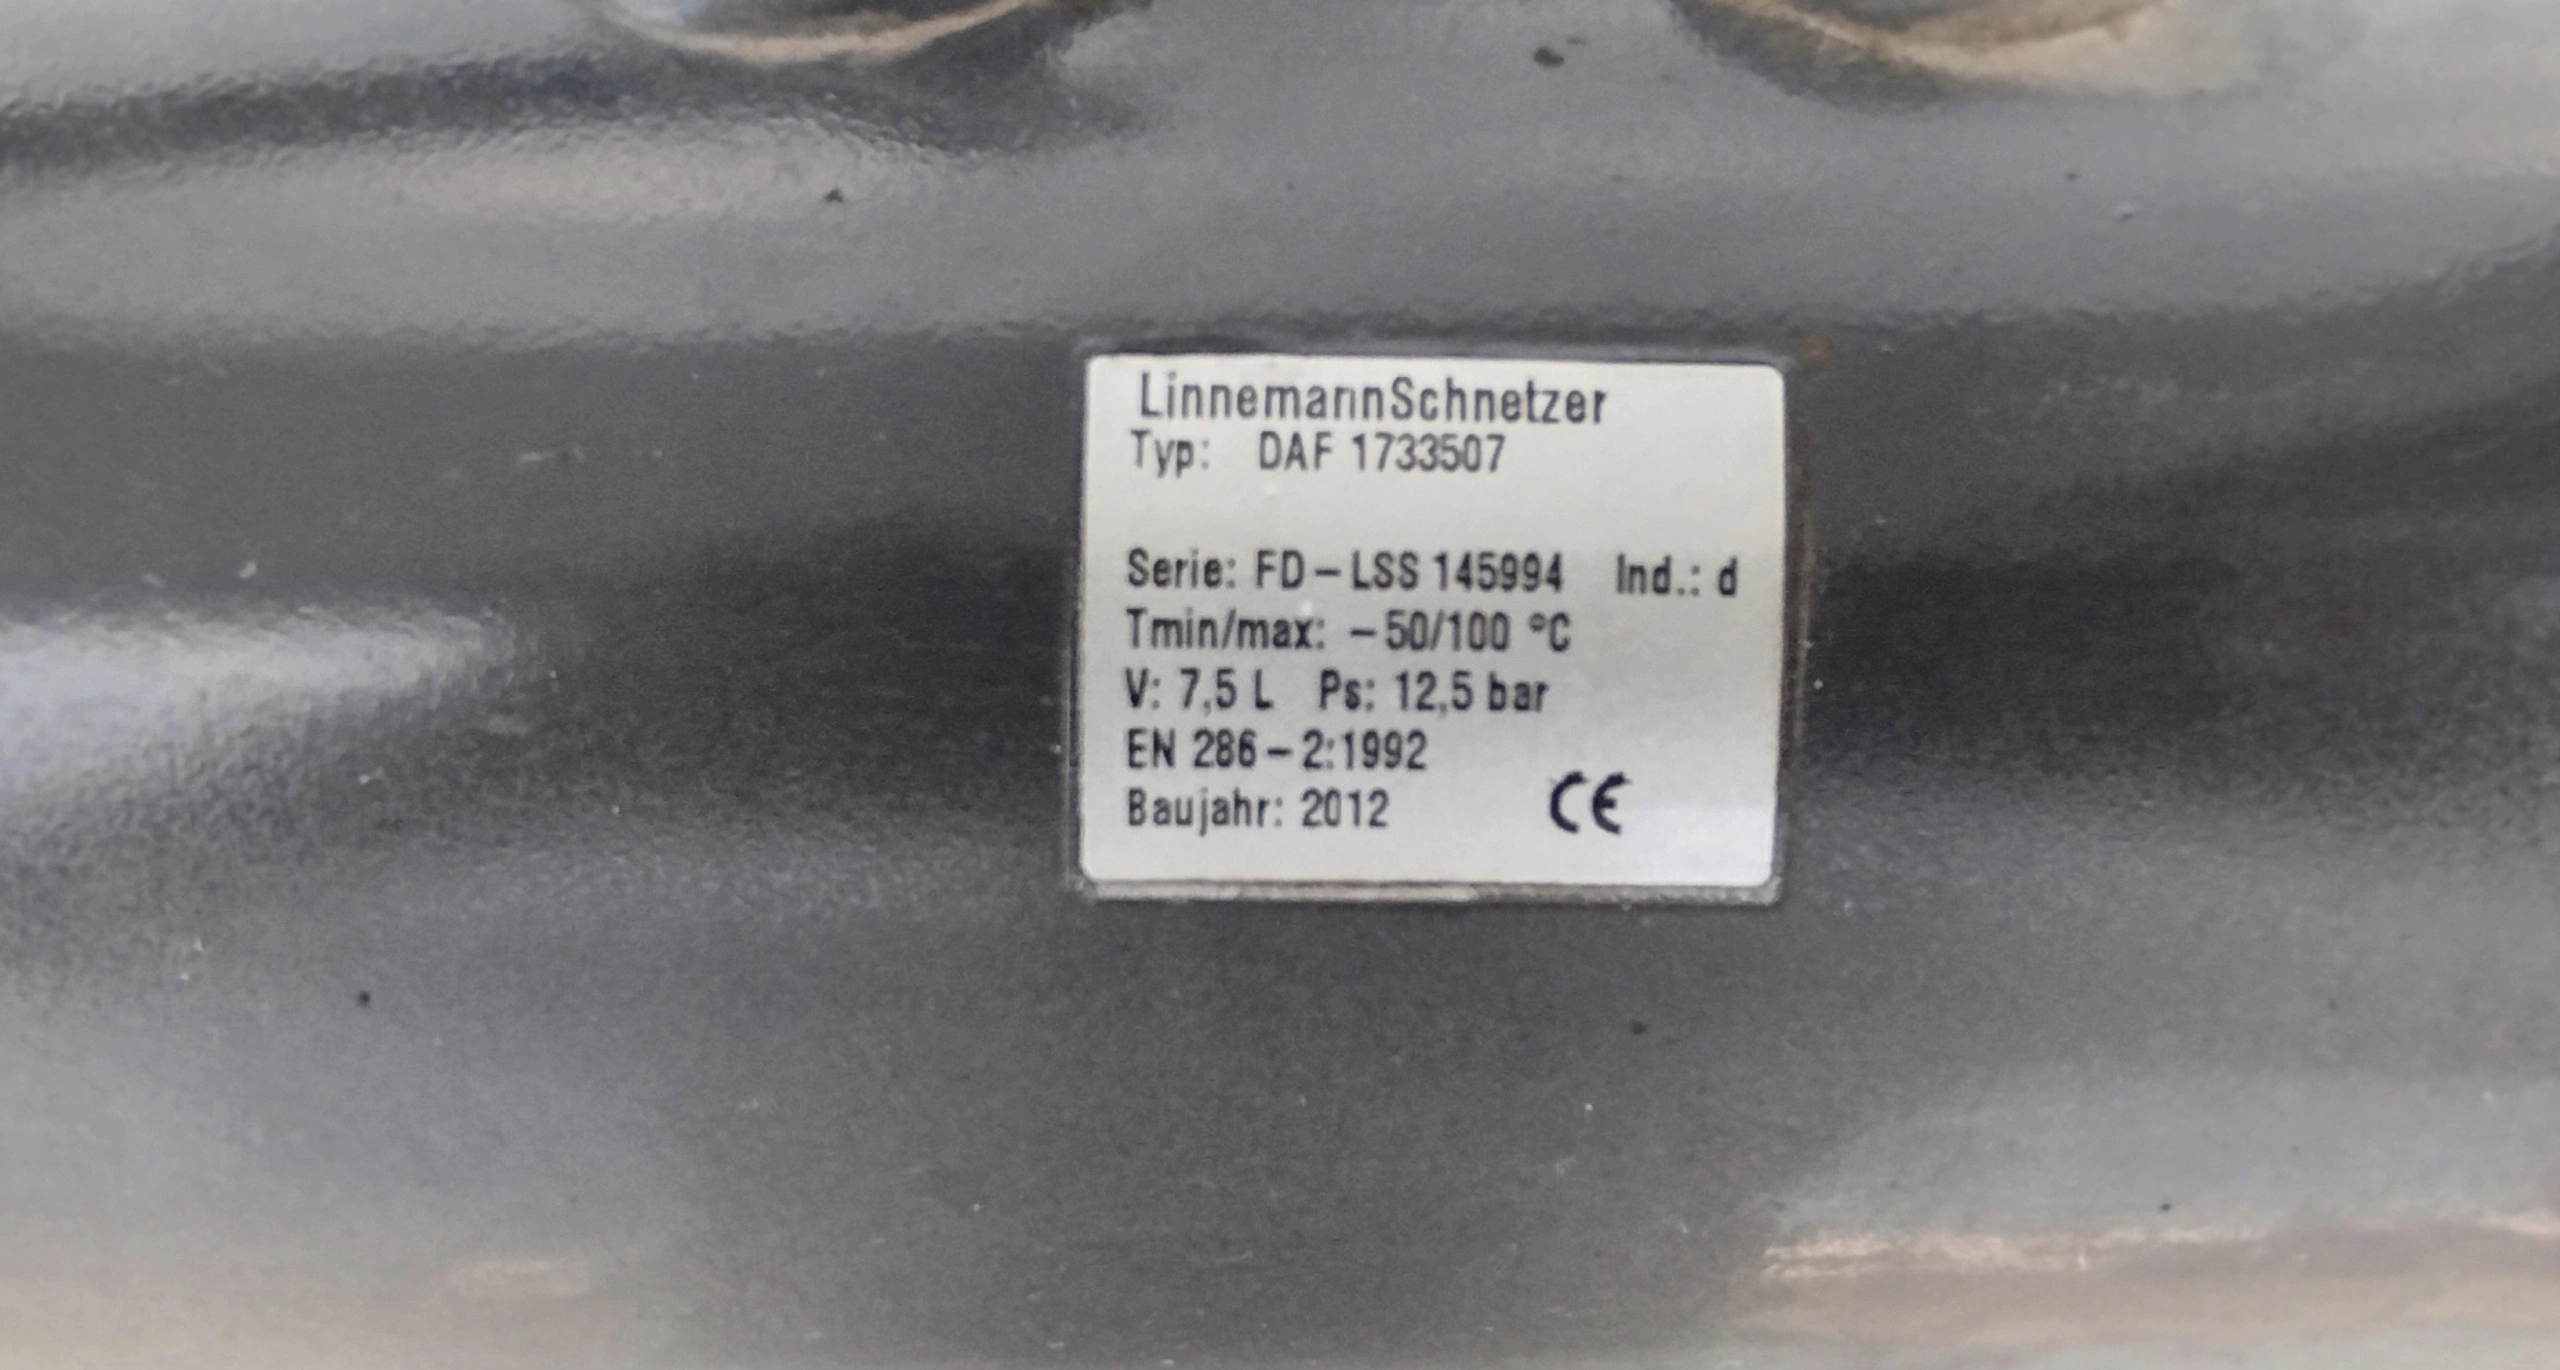 LinnemannSchnetzer
Typ: DAF 1733507
Serie: FD-LSS 145994 Ind.: d
Tmin/max: -50/100 °C
V: 7,5 L Ps: 12,5 bar
EN 286-2:1992
Baujahr: 2012 CE